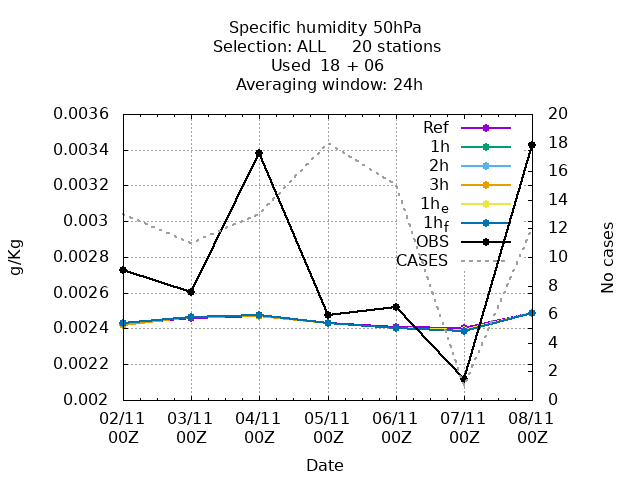 Specific humidity 50hPa
Selection: ALL 20 stations
Used 18 + 06
Averaging window: 24h
g/Kg
0.0036
0.0034
0.0032
0.003
0.0028
0.0026
0.0024
0.0022
0.002
20
18
16
14
12
10
8
6
4
2
0
No cases
Ref
1h
2h
3h
1he
1hf
OBS
CASES
02/11 03/11 04/11 05/11 06/11 07/11 08/11
00Z 00Z 00Z 00Z 00Z 00Z 00Z
Date